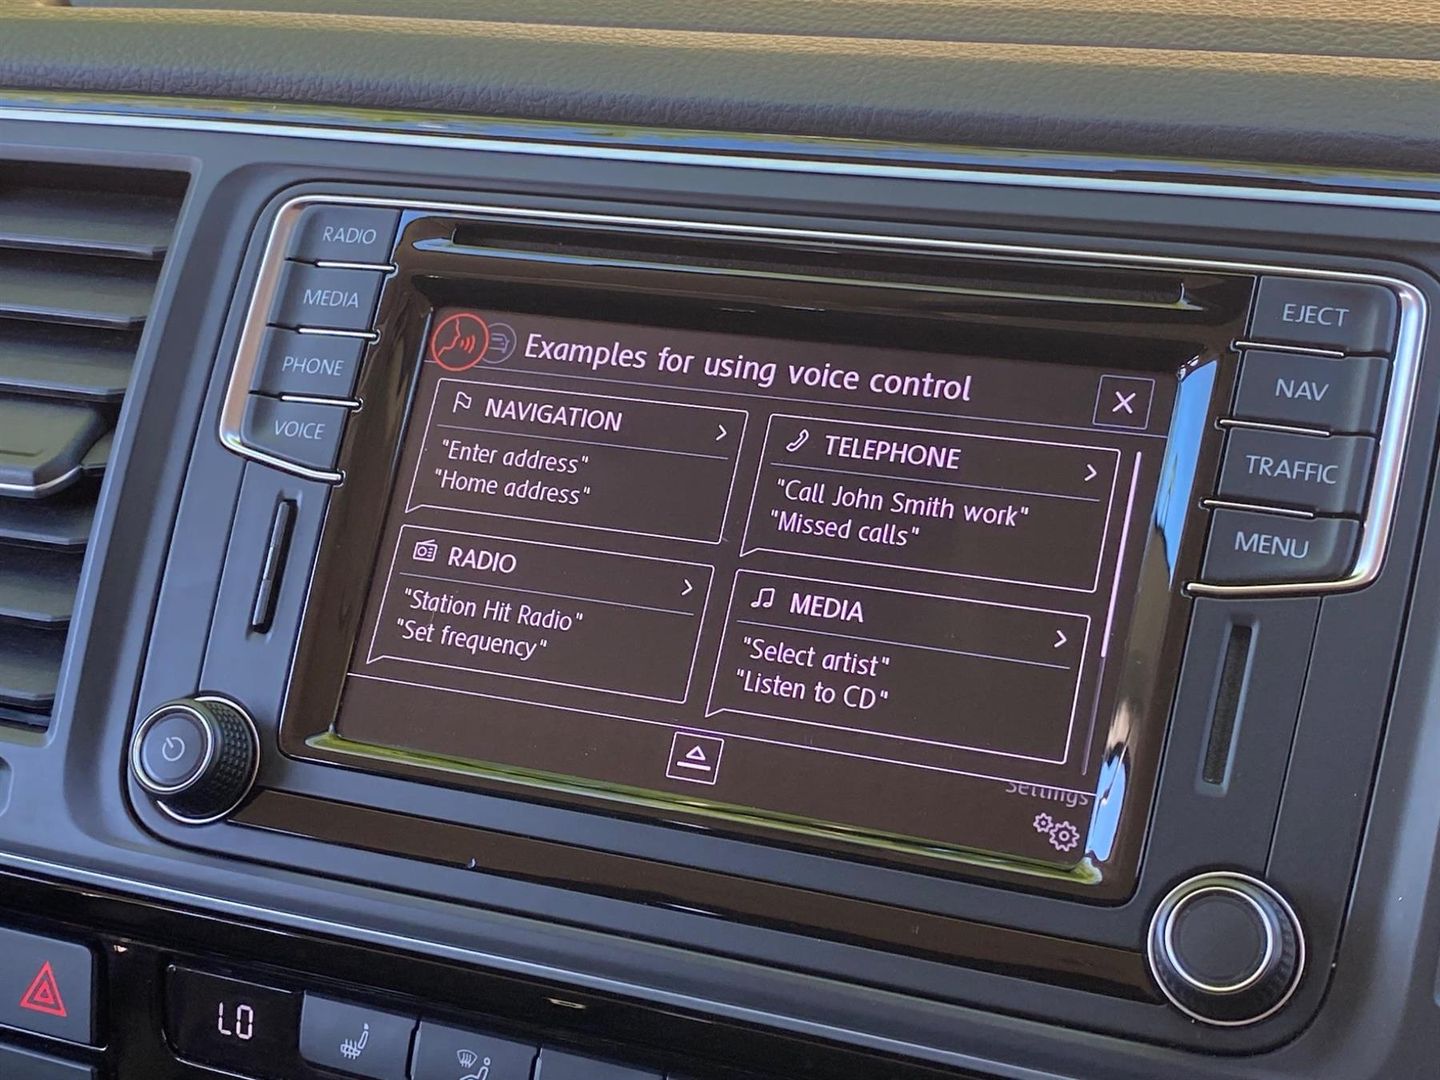 RADIO
MEDIA
PHONE
VOICE
EJECT
NAV
TRAFFIC
MENU
Examples for using voice control
NAVIGATION
"Enter address"
"Home address"
TELEPHONE
"Call John Smith work"
"Missed calls"
RADIO
"Station Hit Radio"
"Set frequency"
MEDIA
"Select artist"
"Listen to CD"
Settings
LO